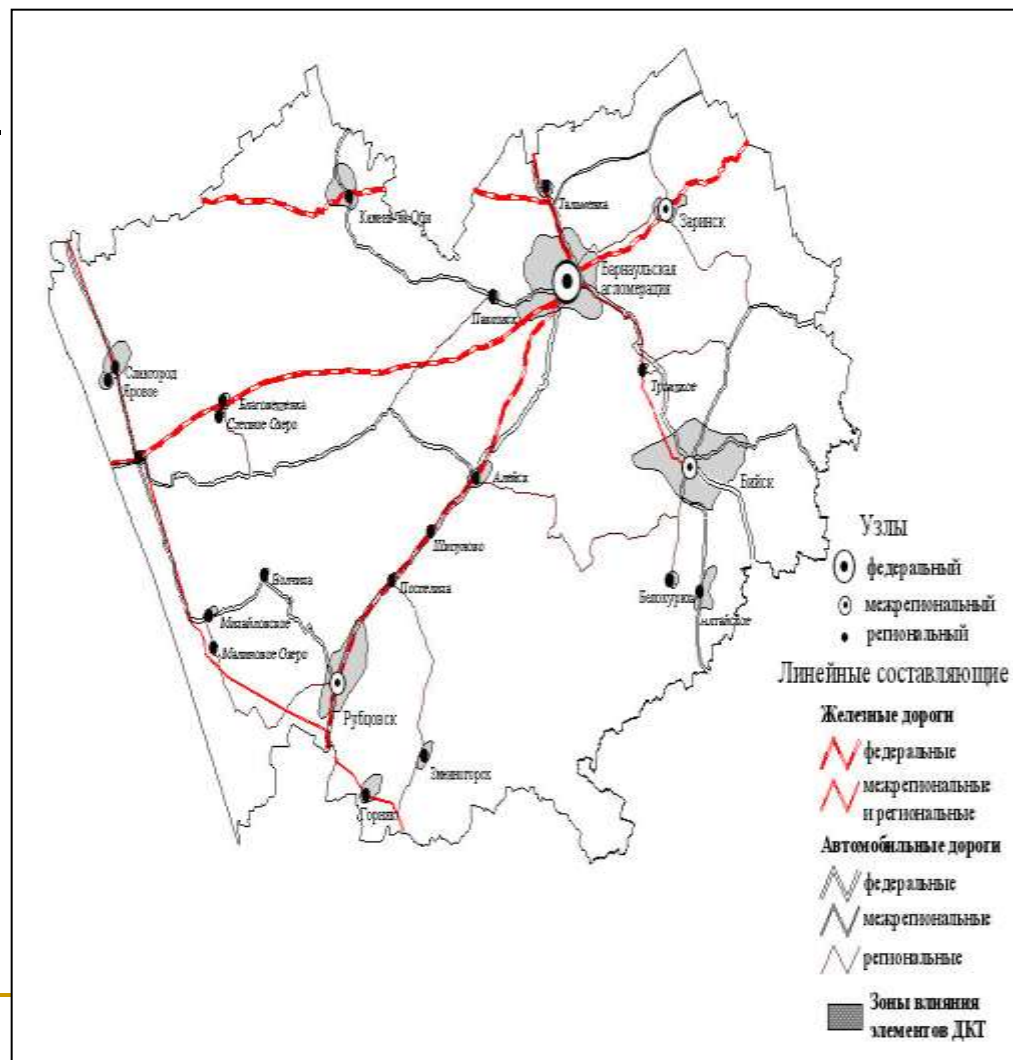 Камень-на-Оби
Тальменка
Заринск
Барнаульская
агломерация
Павловск
Славгород
Яровое
Троицкое
Благовещенка
Степное Озеро
Алейск
Бийск
Шипуново
Волчиха
Поспелиха
Белокуриха
Алтайское
Михайловское
Малиновое Озеро
Рубцовск
Змеиногорск
Горняк
Узлы
федеральный
межрегиональный
региональный
Линейные составляющие
Железные дороги
федеральные
межрегиональные
и региональные
Автомобильные дороги
федеральные
межрегиональные
региональные
Зоны влияния
элементов ДКТ